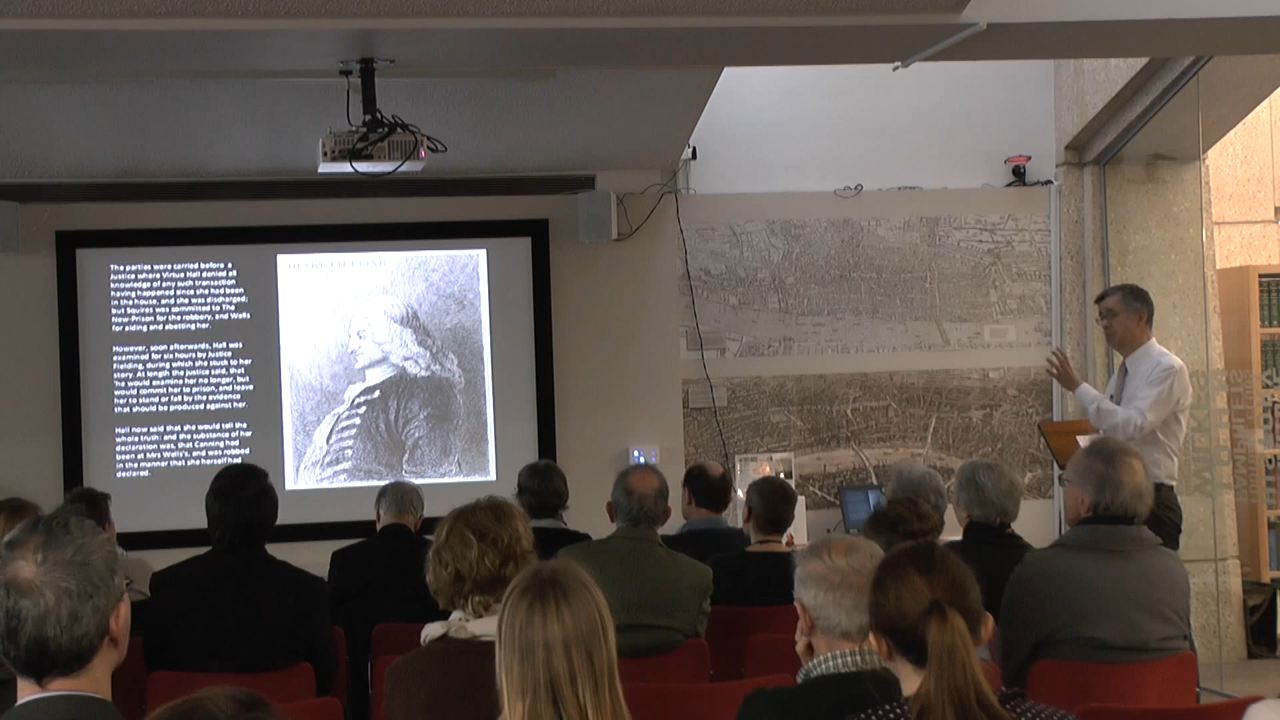 The parties were carried before a
Justice where Virtue Hall denied all
knowledge of any such transaction
having happened since she had been
in the house, and she was discharged;
but Squires was committed to The
New-Prison for the robbery, and Wells
for aiding and abetting her.
However, soon afterwards, Hall was
examined for six hours by Justice
Fielding, during which she stuck to her
story. At length the justice said, that
'he would examine her no longer, but
would commit her to prison, and leave
her to stand or fall by the evidence
that should be produced against her.
Hall now said that she would tell the
whole truth: and the substance of her
declaration was, that Canning had
been at Mrs Wells's, and was robbed
in the manner that she herself had
declared.
HENRY FIELDING